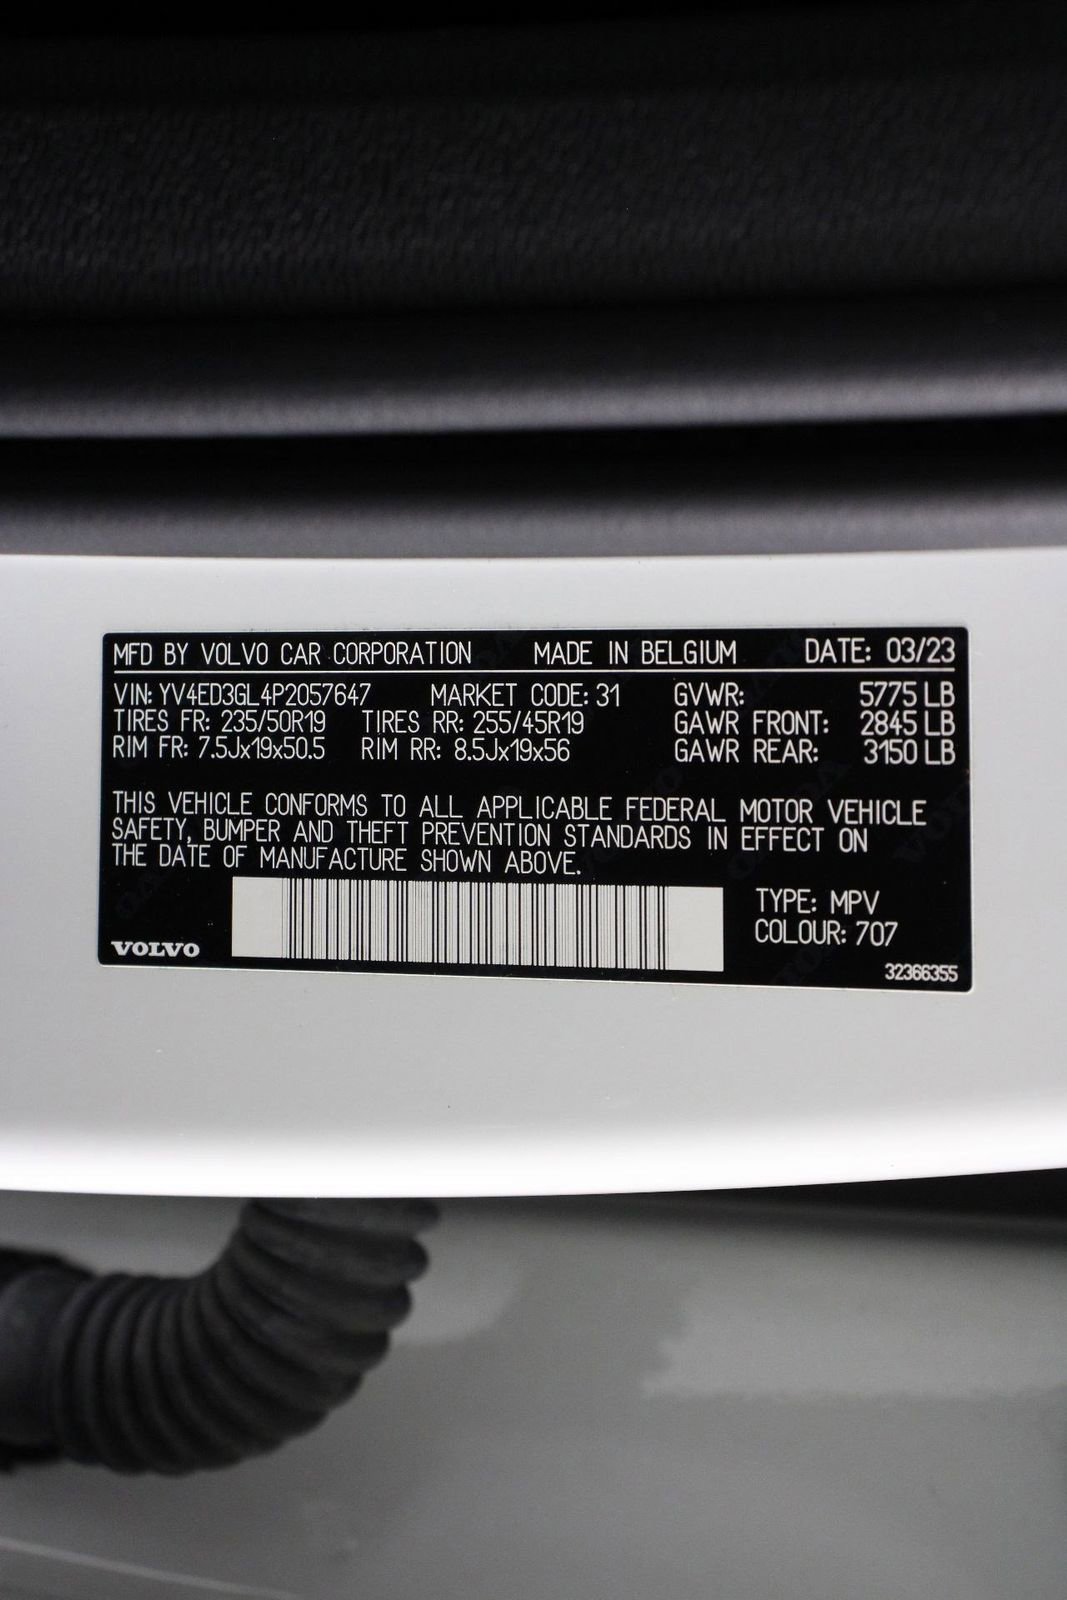 MFD BY VOLVO CAR CORPORATION MADE IN BELGIUM DATE: 03/23
VIN: YV4ED3GL4P2057647 MARKET CODE: 31 GVWR: 5775 LB
TIRES FR: 235/50R19 TIRES RR: 255/45R19 GAWR FRONT: 2845 LB
RIM FR: 7.5Jx19x50.5 RIM RR: 8.5Jx19x56 GAWR REAR: 3150 LB
THIS VEHICLE CONFORMS TO ALL APPLICABLE FEDERAL MOTOR VEHICLE
SAFETY, BUMPER AND THEFT PREVENTION STANDARDS IN EFFECT ON
THE DATE OF MANUFACTURE SHOWN ABOVE.
TYPE: MPV
COLOUR: 707
VOLVO
32366355